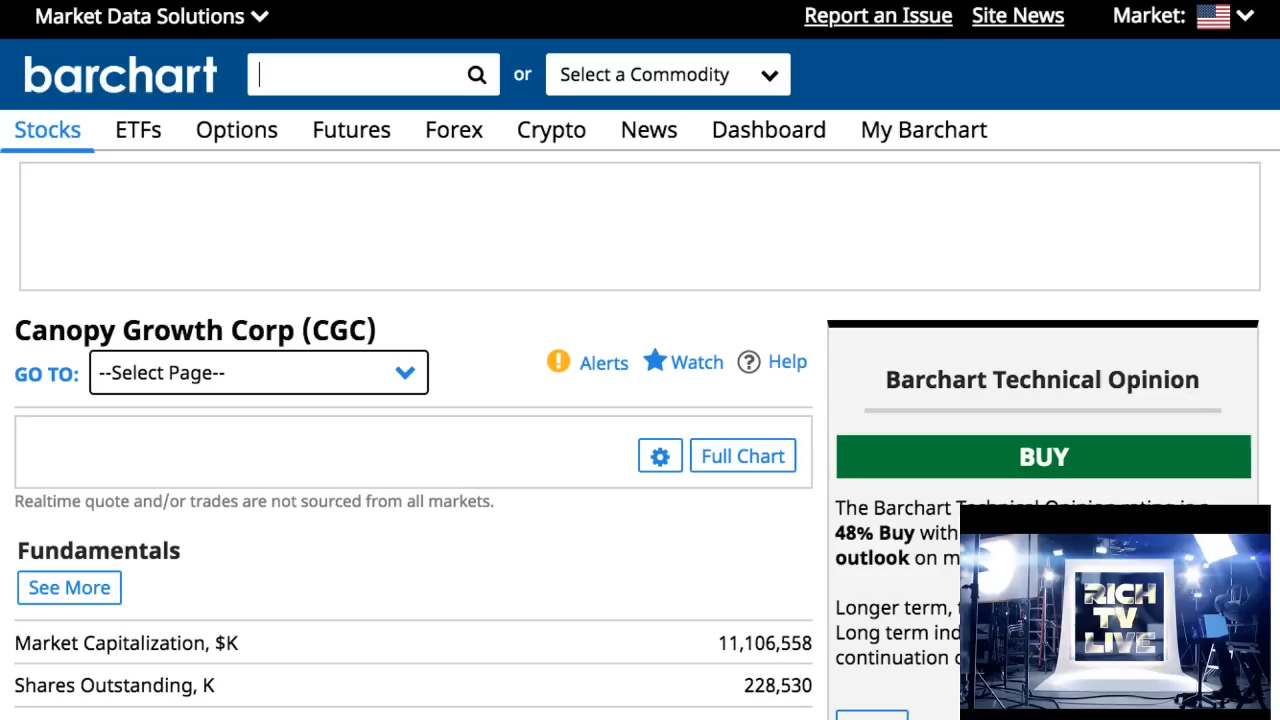 Market Data Solutions
Report an Issue Site News Market:
barchart
or Select a Commodity
Stocks ETFs Options Futures Forex Crypto News Dashboard My Barchart
Canopy Growth Corp (CGC)
GO TO: --Select Page--
Alerts Watch Help
Full Chart
Realtime quote and/or trades are not sourced from all markets.
Fundamentals
See More
Market Capitalization, $K 11,106,558
Shares Outstanding, K 228,530
Barchart Technical Opinion
BUY
The Barchart Technical Opinion rating is a
48% Buy with
outlook on m
Longer term,
Long term ind
continuation
RICH
TV
LIVE